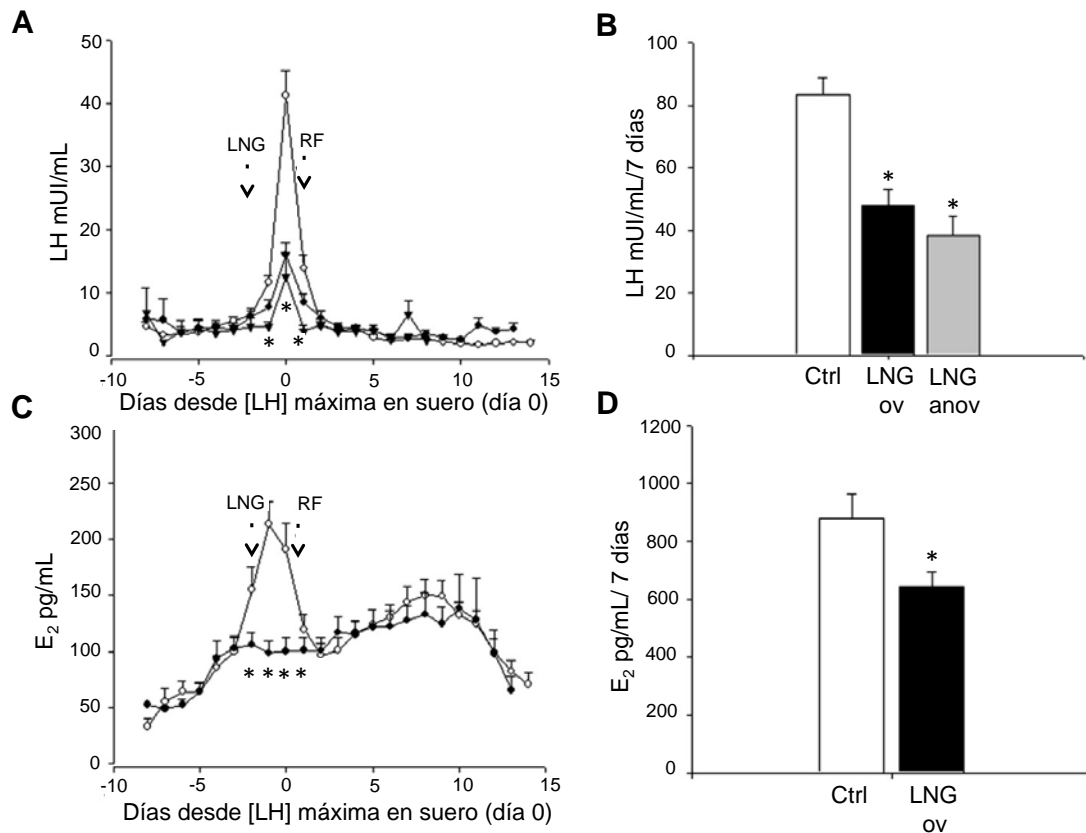 A
LH mUI/mL
50
40
30
20
10
0
LNG
RF
*
* *
-10 -5 0 5 10 15
Días desde [LH] máxima en suero (día 0)
B
LH mUI/mL/7 días
100
80
60
40
20
0
*
*
Ctrl LNG LNG
ov anov
C
E2 pg/mL
300
250
200
150
100
50
0
LNG
RF
* * * *
-10 -5 0 5 10 15
Días desde [LH] máxima en suero (día 0)
D
E2 pg/mL/ 7 días
1200
1000
800
600
400
200
0
*
Ctrl LNG
ov